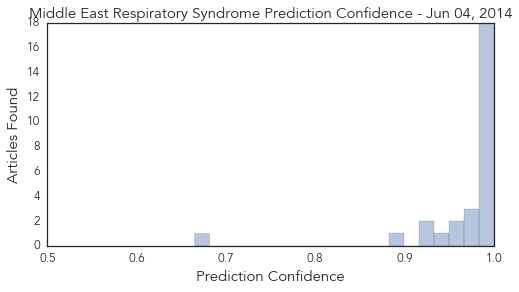 Middle East Respiratory Syndrome Prediction Confidence - Jun 04, 2014
18
16
14
12
10
8
6
4
2
0
Articles Found
0.5 0.6 0.7 0.8 0.9 1.0
Prediction Confidence